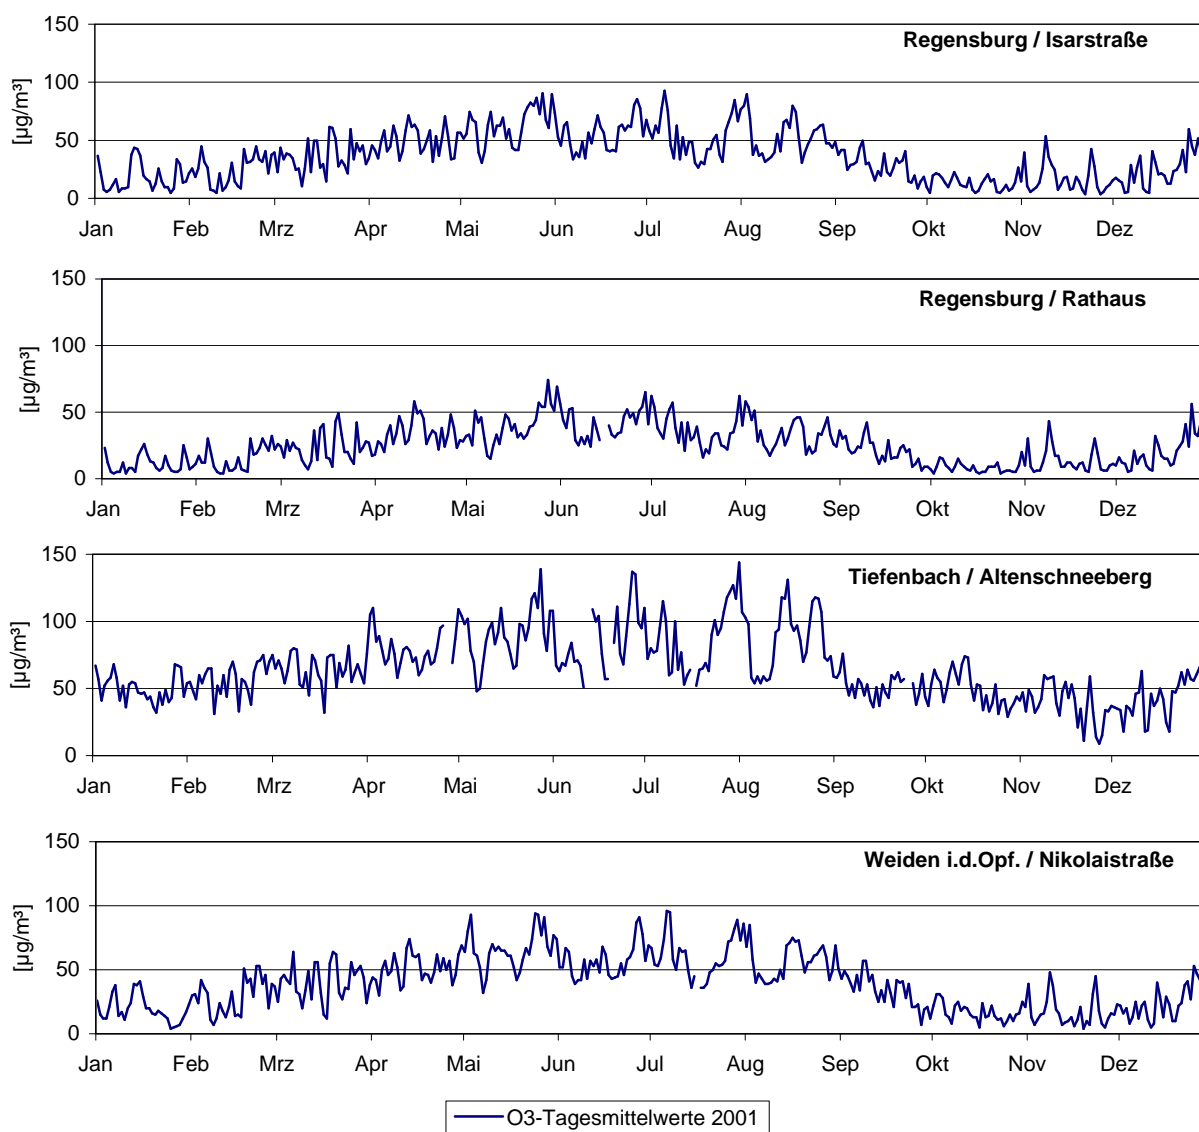 150
Regensburg / Isarstraße
100
[µg/m³]
50
0
Jan Feb Mrz Apr Mai Jun Jul Aug Sep Okt Nov Dez
150
Regensburg / Rathaus
100
[µg/m³]
50
0
Jan Feb Mrz Apr Mai Jun Jul Aug Sep Okt Nov Dez
150
Tiefenbach / Altenschneeberg
100
[µg/m³]
50
0
Jan Feb Mrz Apr Mai Jun Jul Aug Sep Okt Nov Dez
150
Weiden i.d.Opf. / Nikolaistraße
100
[µg/m³]
50
0
Jan Feb Mrz Apr Mai Jun Jul Aug Sep Okt Nov Dez
O3-Tagesmittelwerte 2001